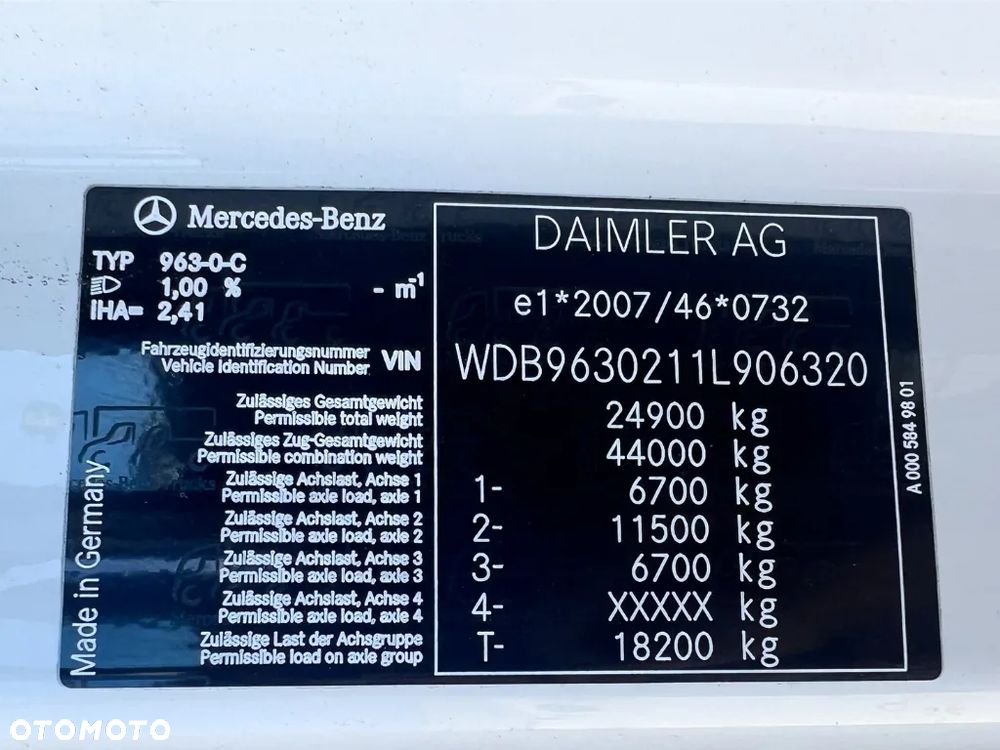 Mercedes-Benz
TYP 963-0-C
1,00 % - m⁻¹
IHA= 2,41
DAIMLER AG
e1*2007/46*0732
Fahrzeugidentifizierungsnummer
Vehicle Identification Number VIN
WDB9630211L906320
Zulässiges Gesamtgewicht
Permissible total weight
24900 kg
Zulässiges Zug-Gesamtgewicht
Permissible combination weight
44000 kg
Zulässige Achslast, Achse 1
Permissible axle load, axle 1
1- 6700 kg
Zulässige Achslast, Achse 2
Permissible axle load, axle 2
2- 11500 kg
Zulässige Achslast, Achse 3
Permissible axle load, axle 3
3- 6700 kg
Zulässige Achslast, Achse 4
Permissible axle load, axle 4
4- XXXXX kg
Zulässige Last der Achsgruppe
Permissible load on axle group
T- 18200 kg
Made in Germany
A 000 584 98 01
OTOMOTO